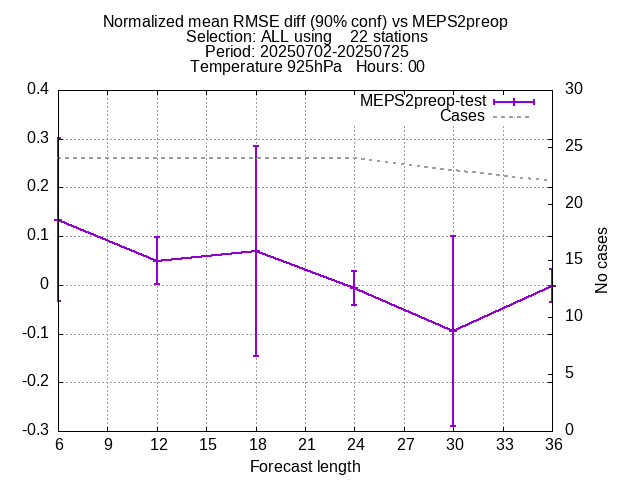 Normalized mean RMSE diff (90% conf) vs MEPS2preop
Selection: ALL using    22 stations
Period: 20250702-20250725
Temperature 925hPa   Hours: 00
MEPS2preop-test
Cases
0.4
0.3
0.2
0.1
0
-0.1
-0.2
-0.3
30
25
20
15
10
5
0
No cases
6 9 12 15 18 21 24 27 30 33 36
Forecast length